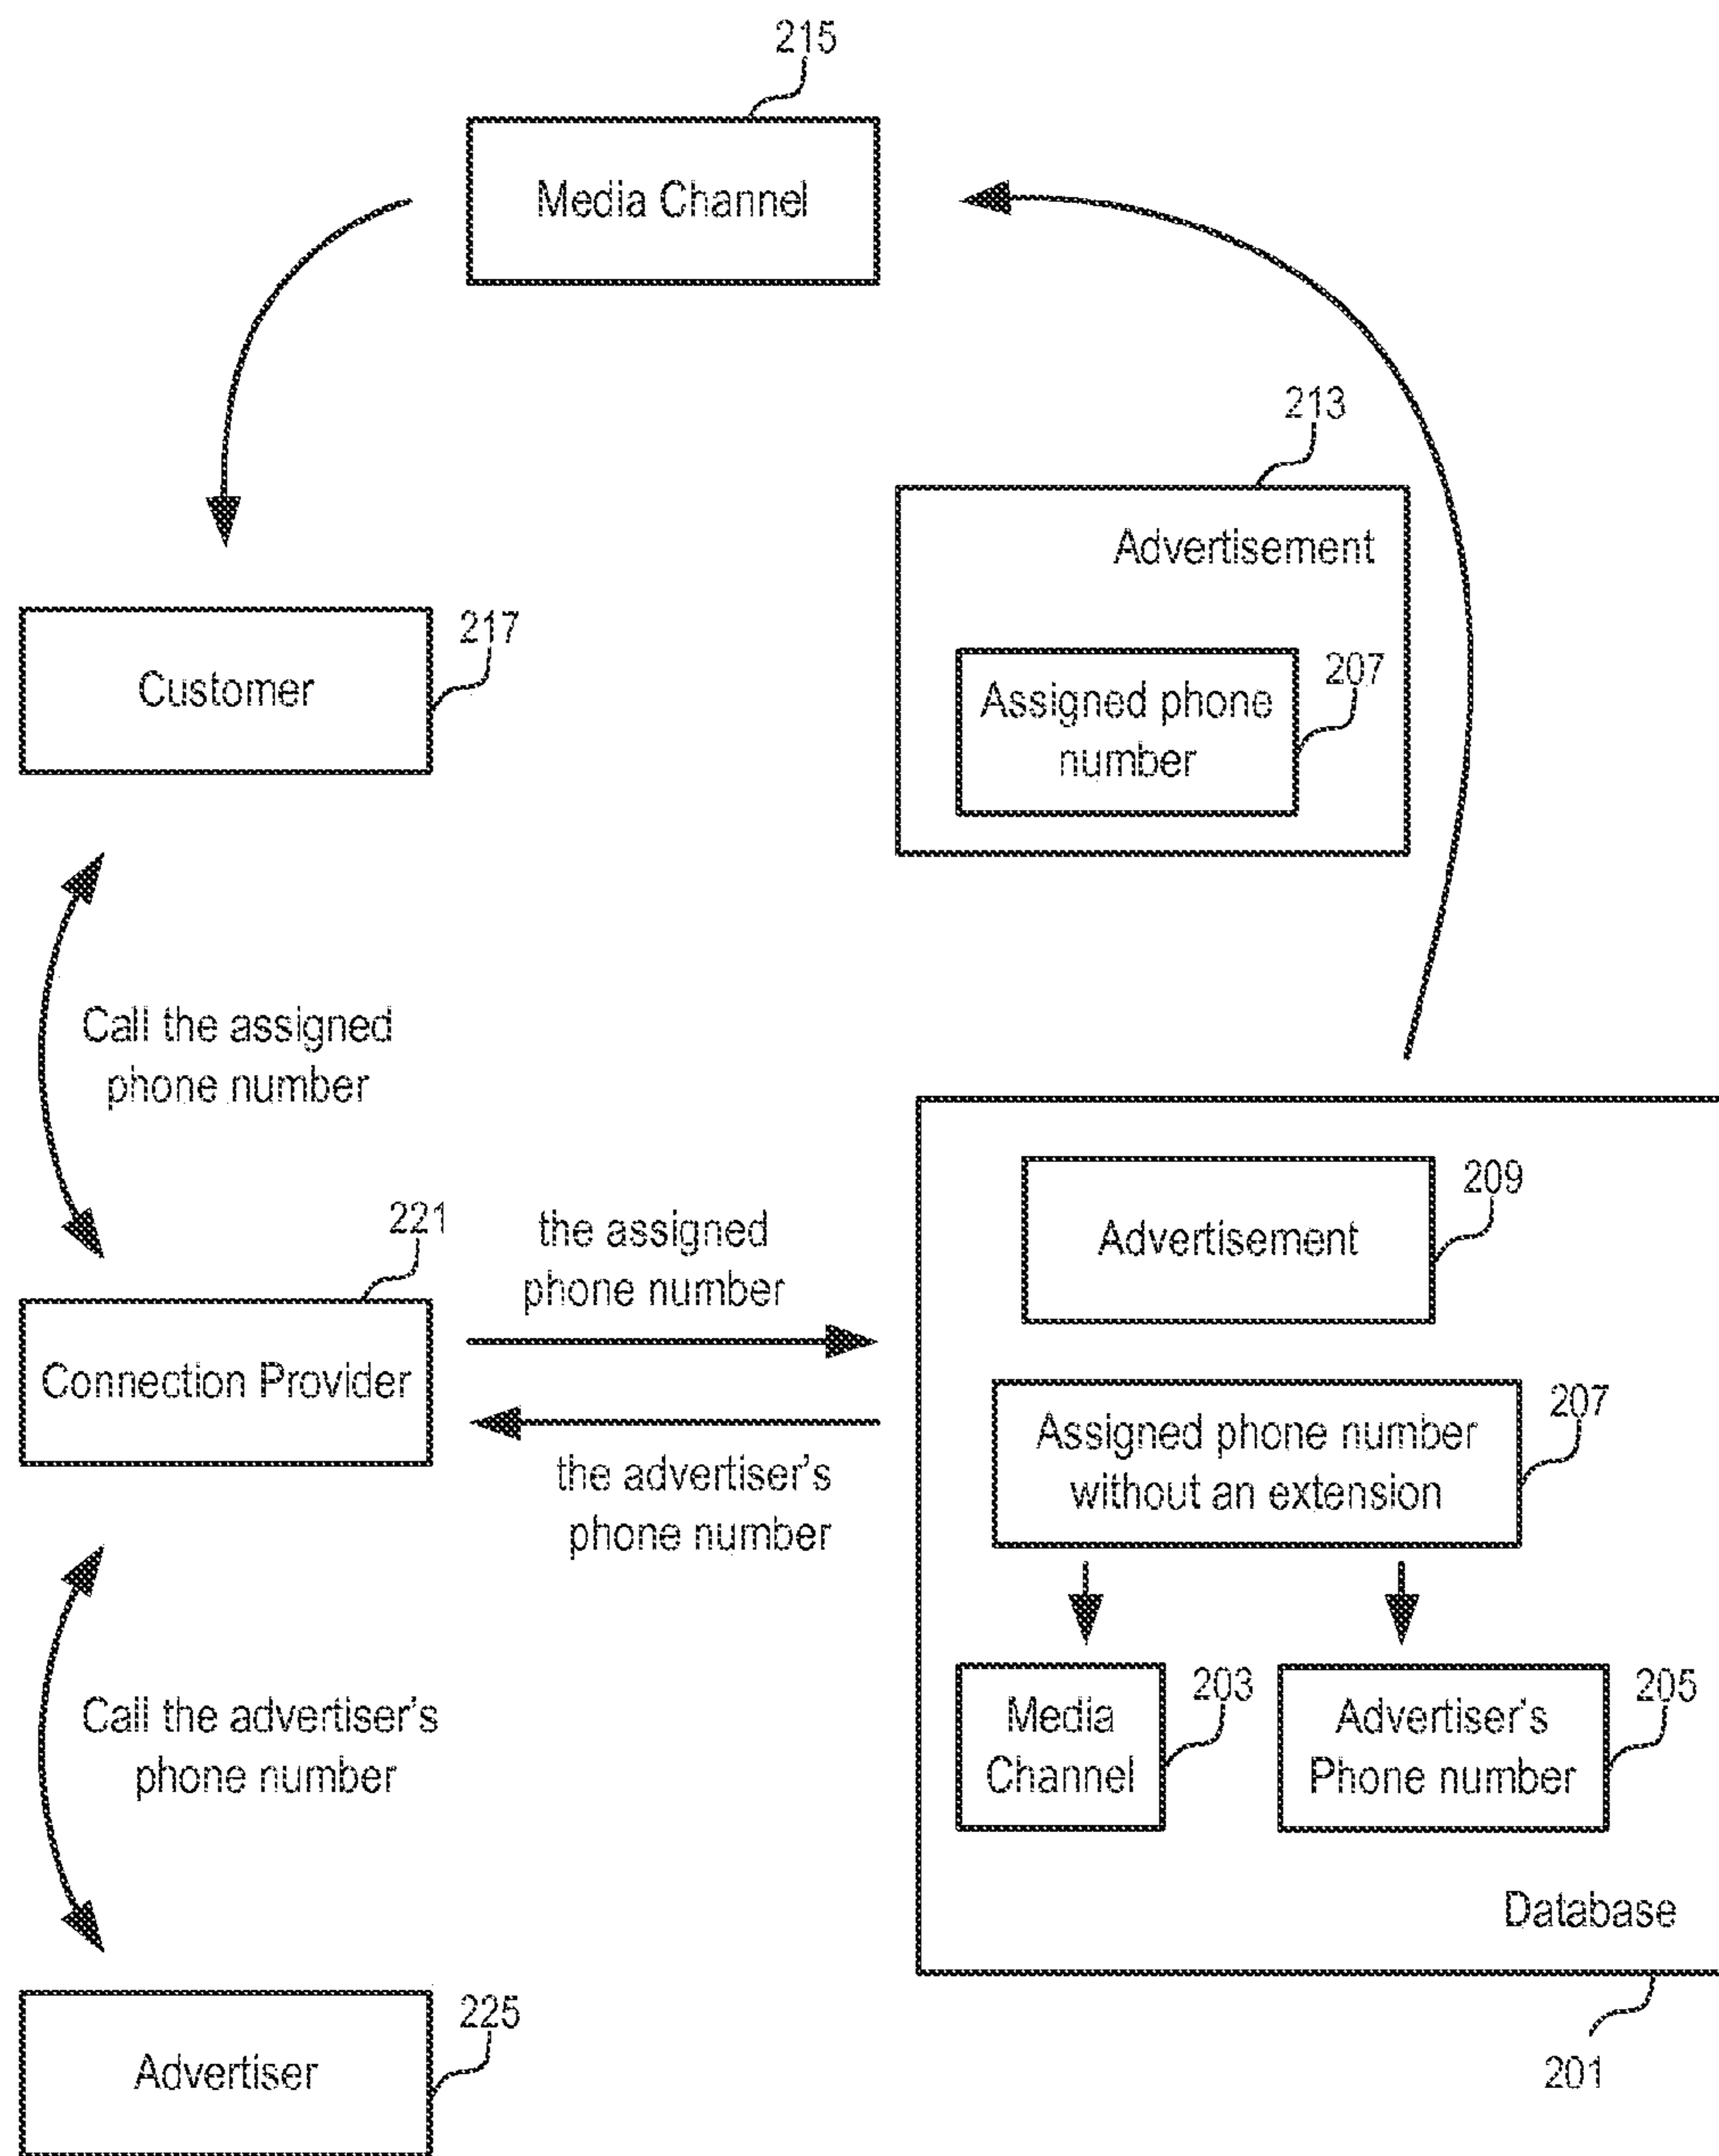 215
Media Channel
213
Advertisement
217
Customer
207
Assigned phone
number
Call the assigned
phone number
209
Advertisement
221
the assigned
phone number
Connection Provider
207
Assigned phone number
without an extension
the advertiser's
phone number
203
Media
Channel
205
Advertiser's
Phone number
Call the advertiser's
phone number
Database
225
Advertiser
201